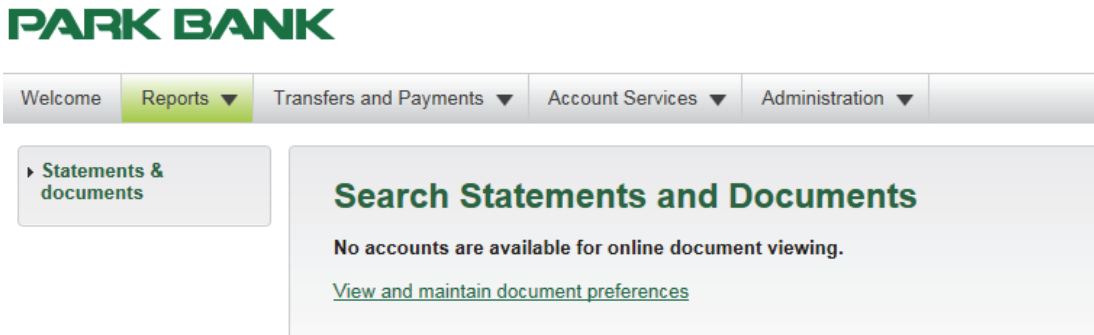 PARK BANK
Welcome Reports Transfers and Payments Account Services Administration
Statements &
documents
Search Statements and Documents
No accounts are available for online document viewing.
View and maintain document preferences